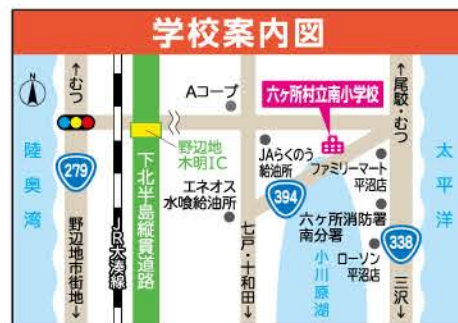 学校案内図
N
↑むつ
Aコープ
六ヶ所村立南小学校
↑尾駮・むつ
陸奥湾
279
野辺地市街地↓
JR大湊線
下北半島縦貫道路
野辺地
木明IC
エネオス
水喰給油所
JAらくのう
給油所
ファミリーマート
平沼店
394
七戸・十和田↓
六ヶ所消防署
南分署
小川原湖
ローソン
平沼店
338
三沢↓
太平洋